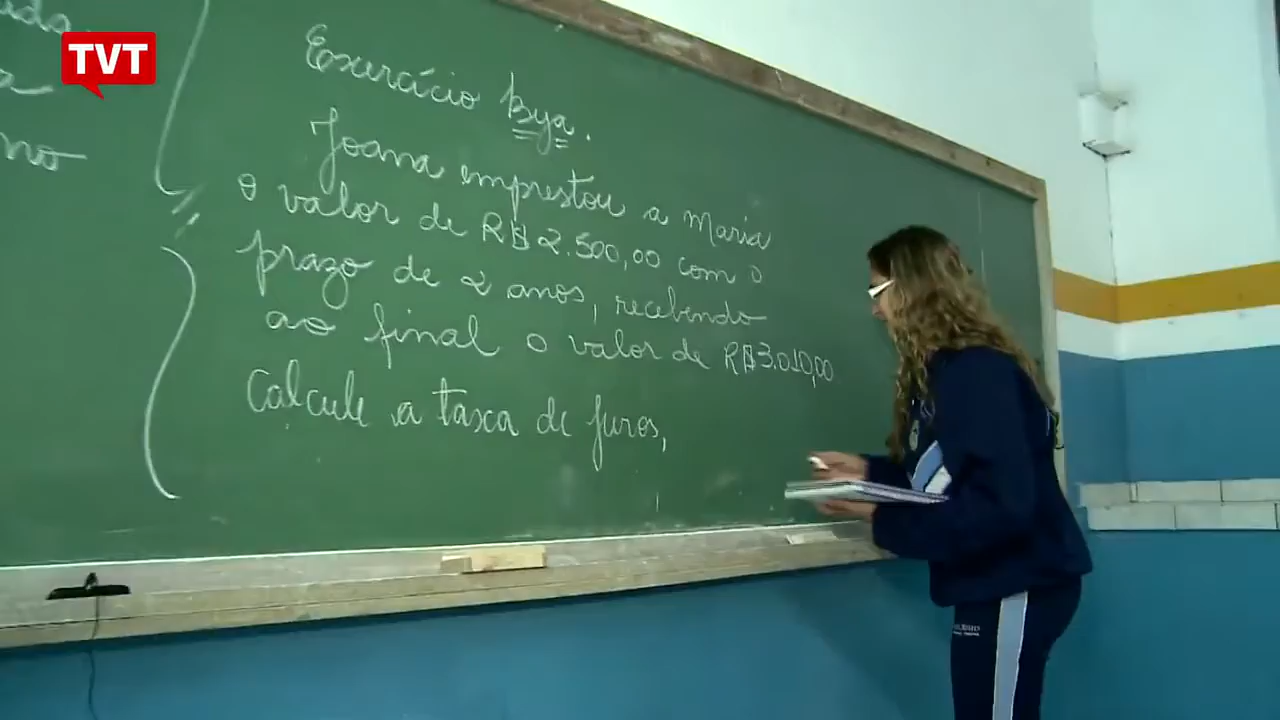 TVT
no
Exercício Bya.
Joana emprestou a Maria
o valor de R$ 2.500,00 com o
prazo de 2 anos, recebendo
ao final o valor de R$ 3.010,00
Calcule a taxa de juros,